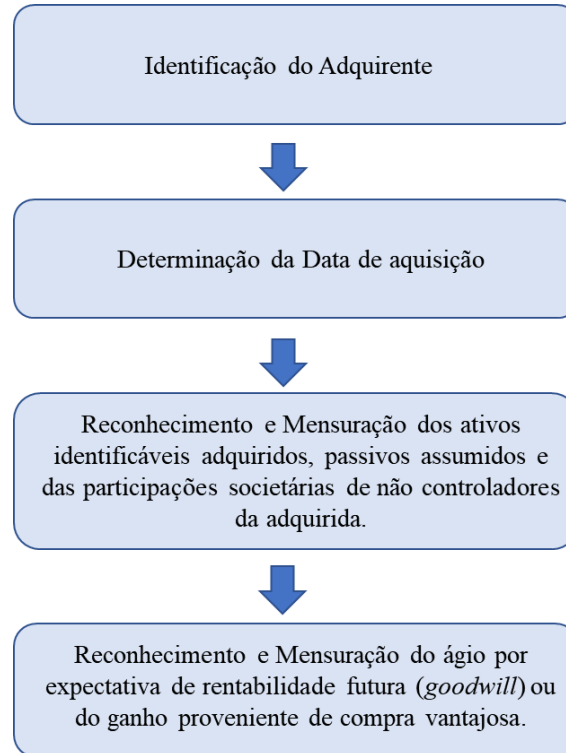 Identificação do Adquirente
Determinação da Data de aquisição
Reconhecimento e Mensuração dos ativos
identificáveis adquiridos, passivos assumidos e
das participações societárias de não controladores
da adquirida.
Reconhecimento e Mensuração do ágio por
expectativa de rentabilidade futura (goodwill) ou
do ganho proveniente de compra vantajosa.